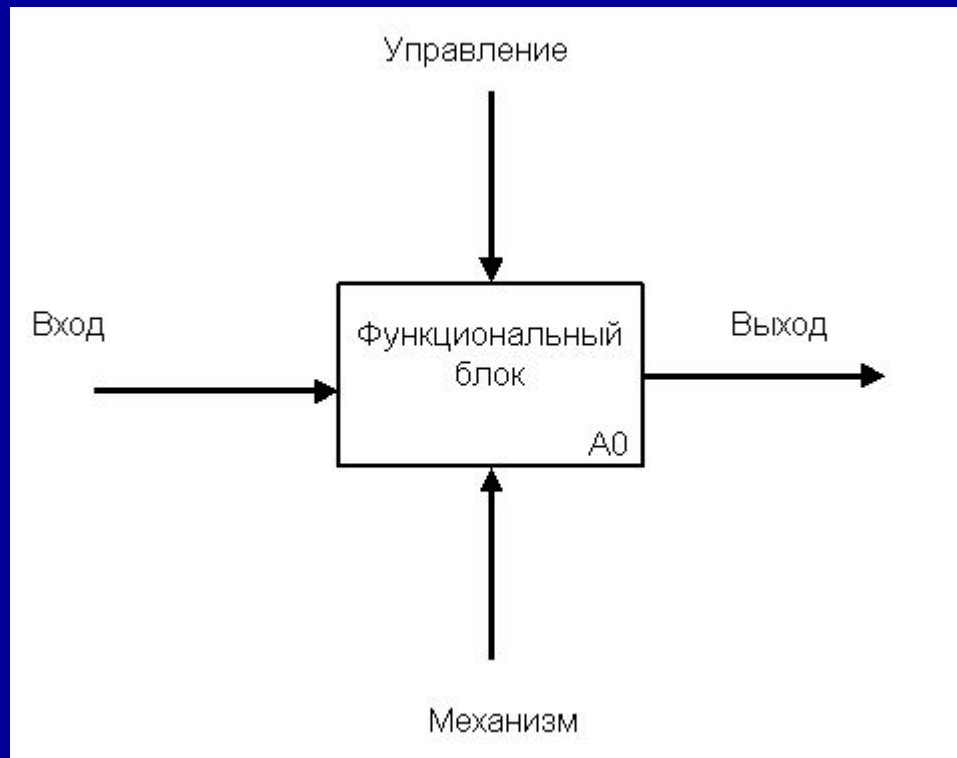 Управление
Вход
Функциональный
блок
Выход
A0
Механизм